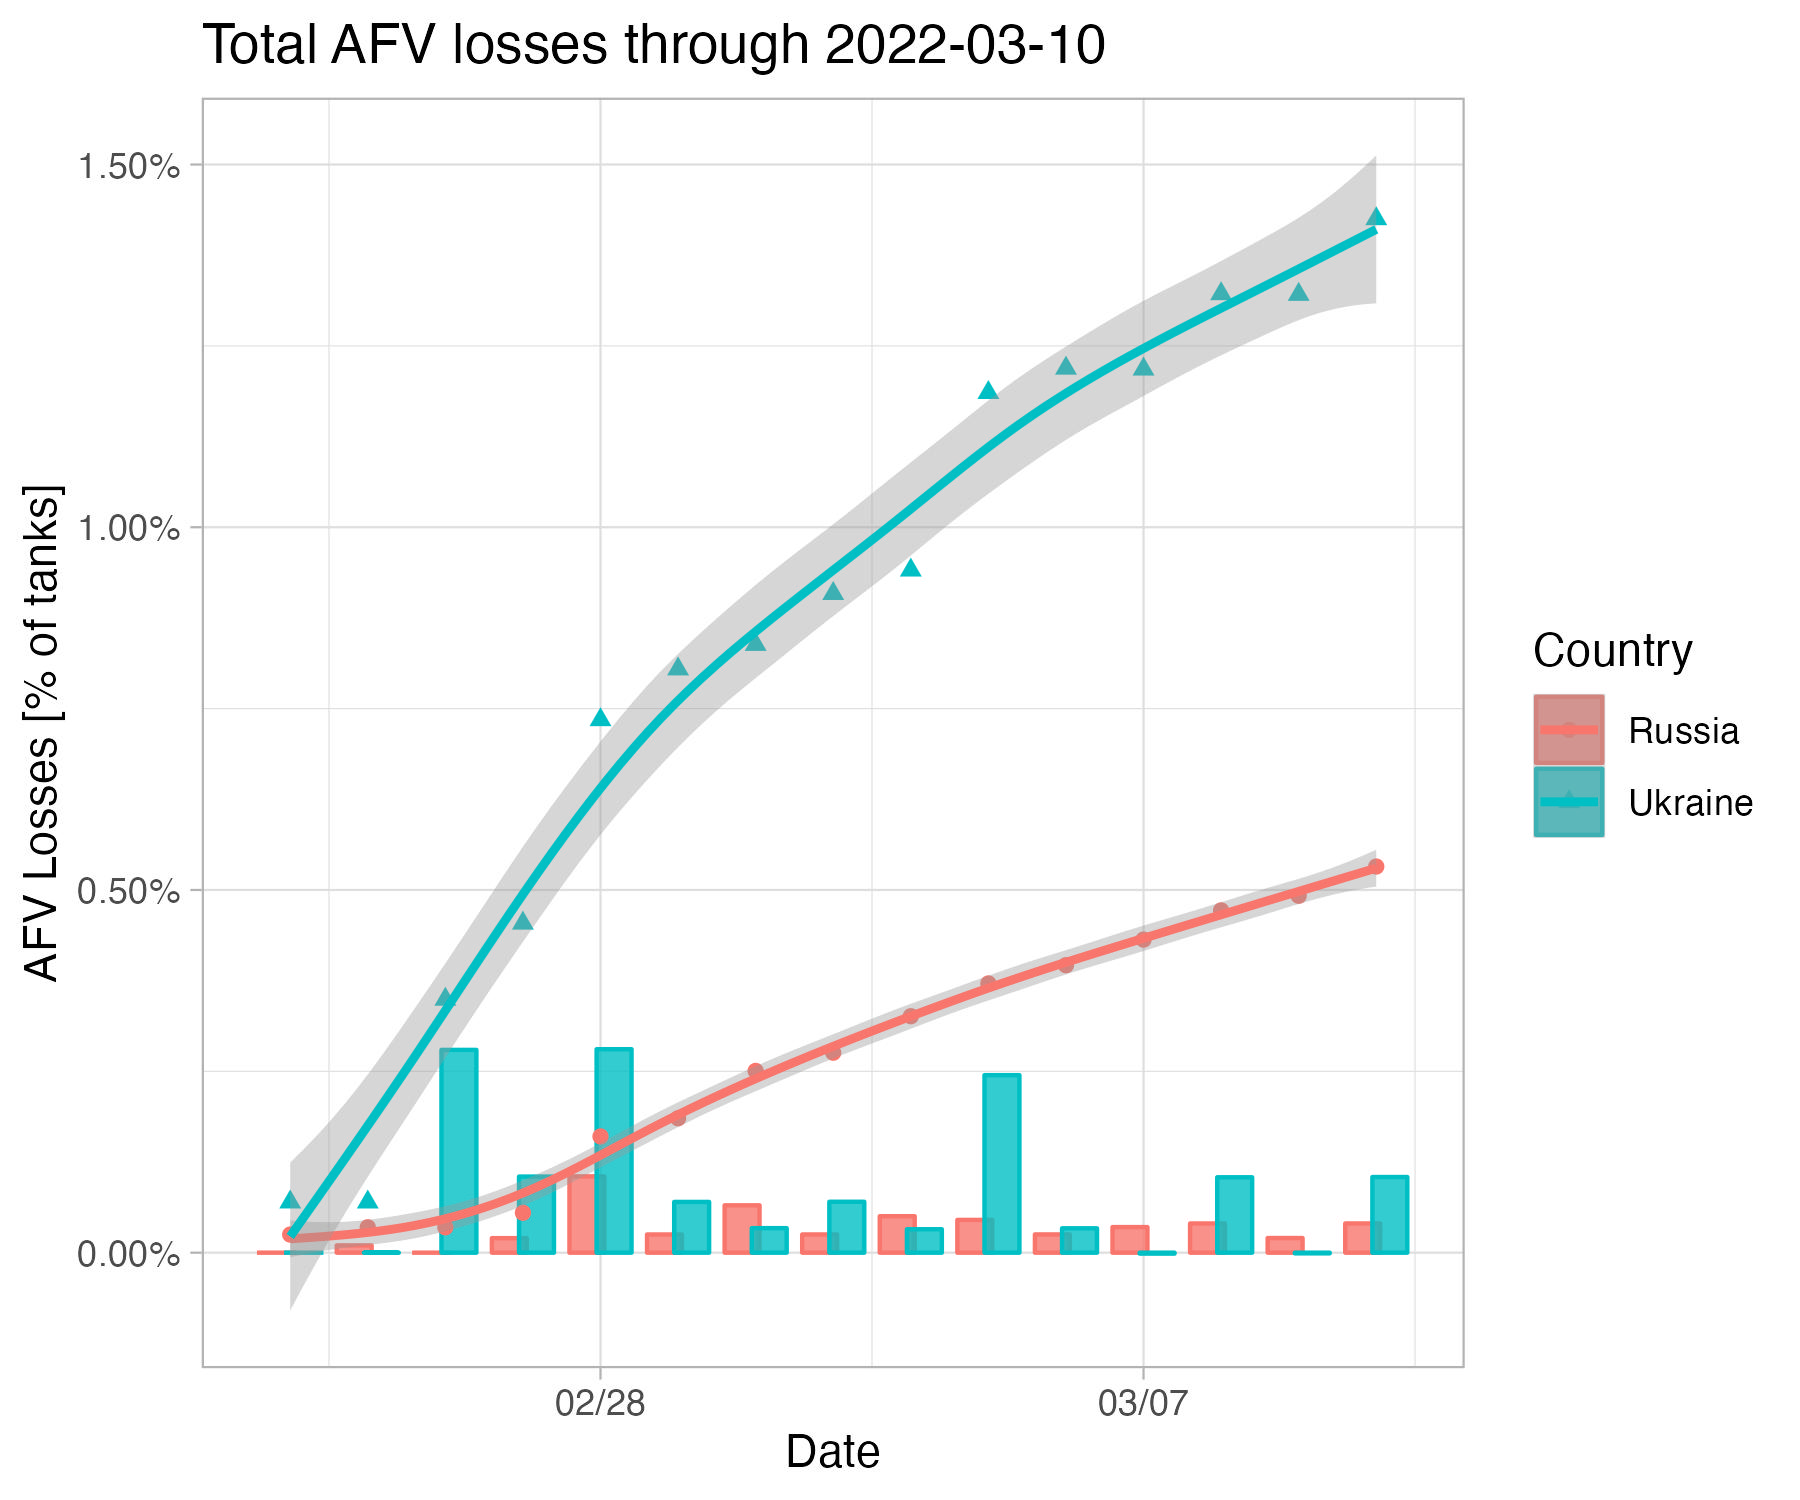 Total AFV losses through 2022-03-10
AFV Losses [% of tanks]
1.50%
1.00%
0.50%
0.00%
02/28
03/07
Date
Country
Russia
Ukraine